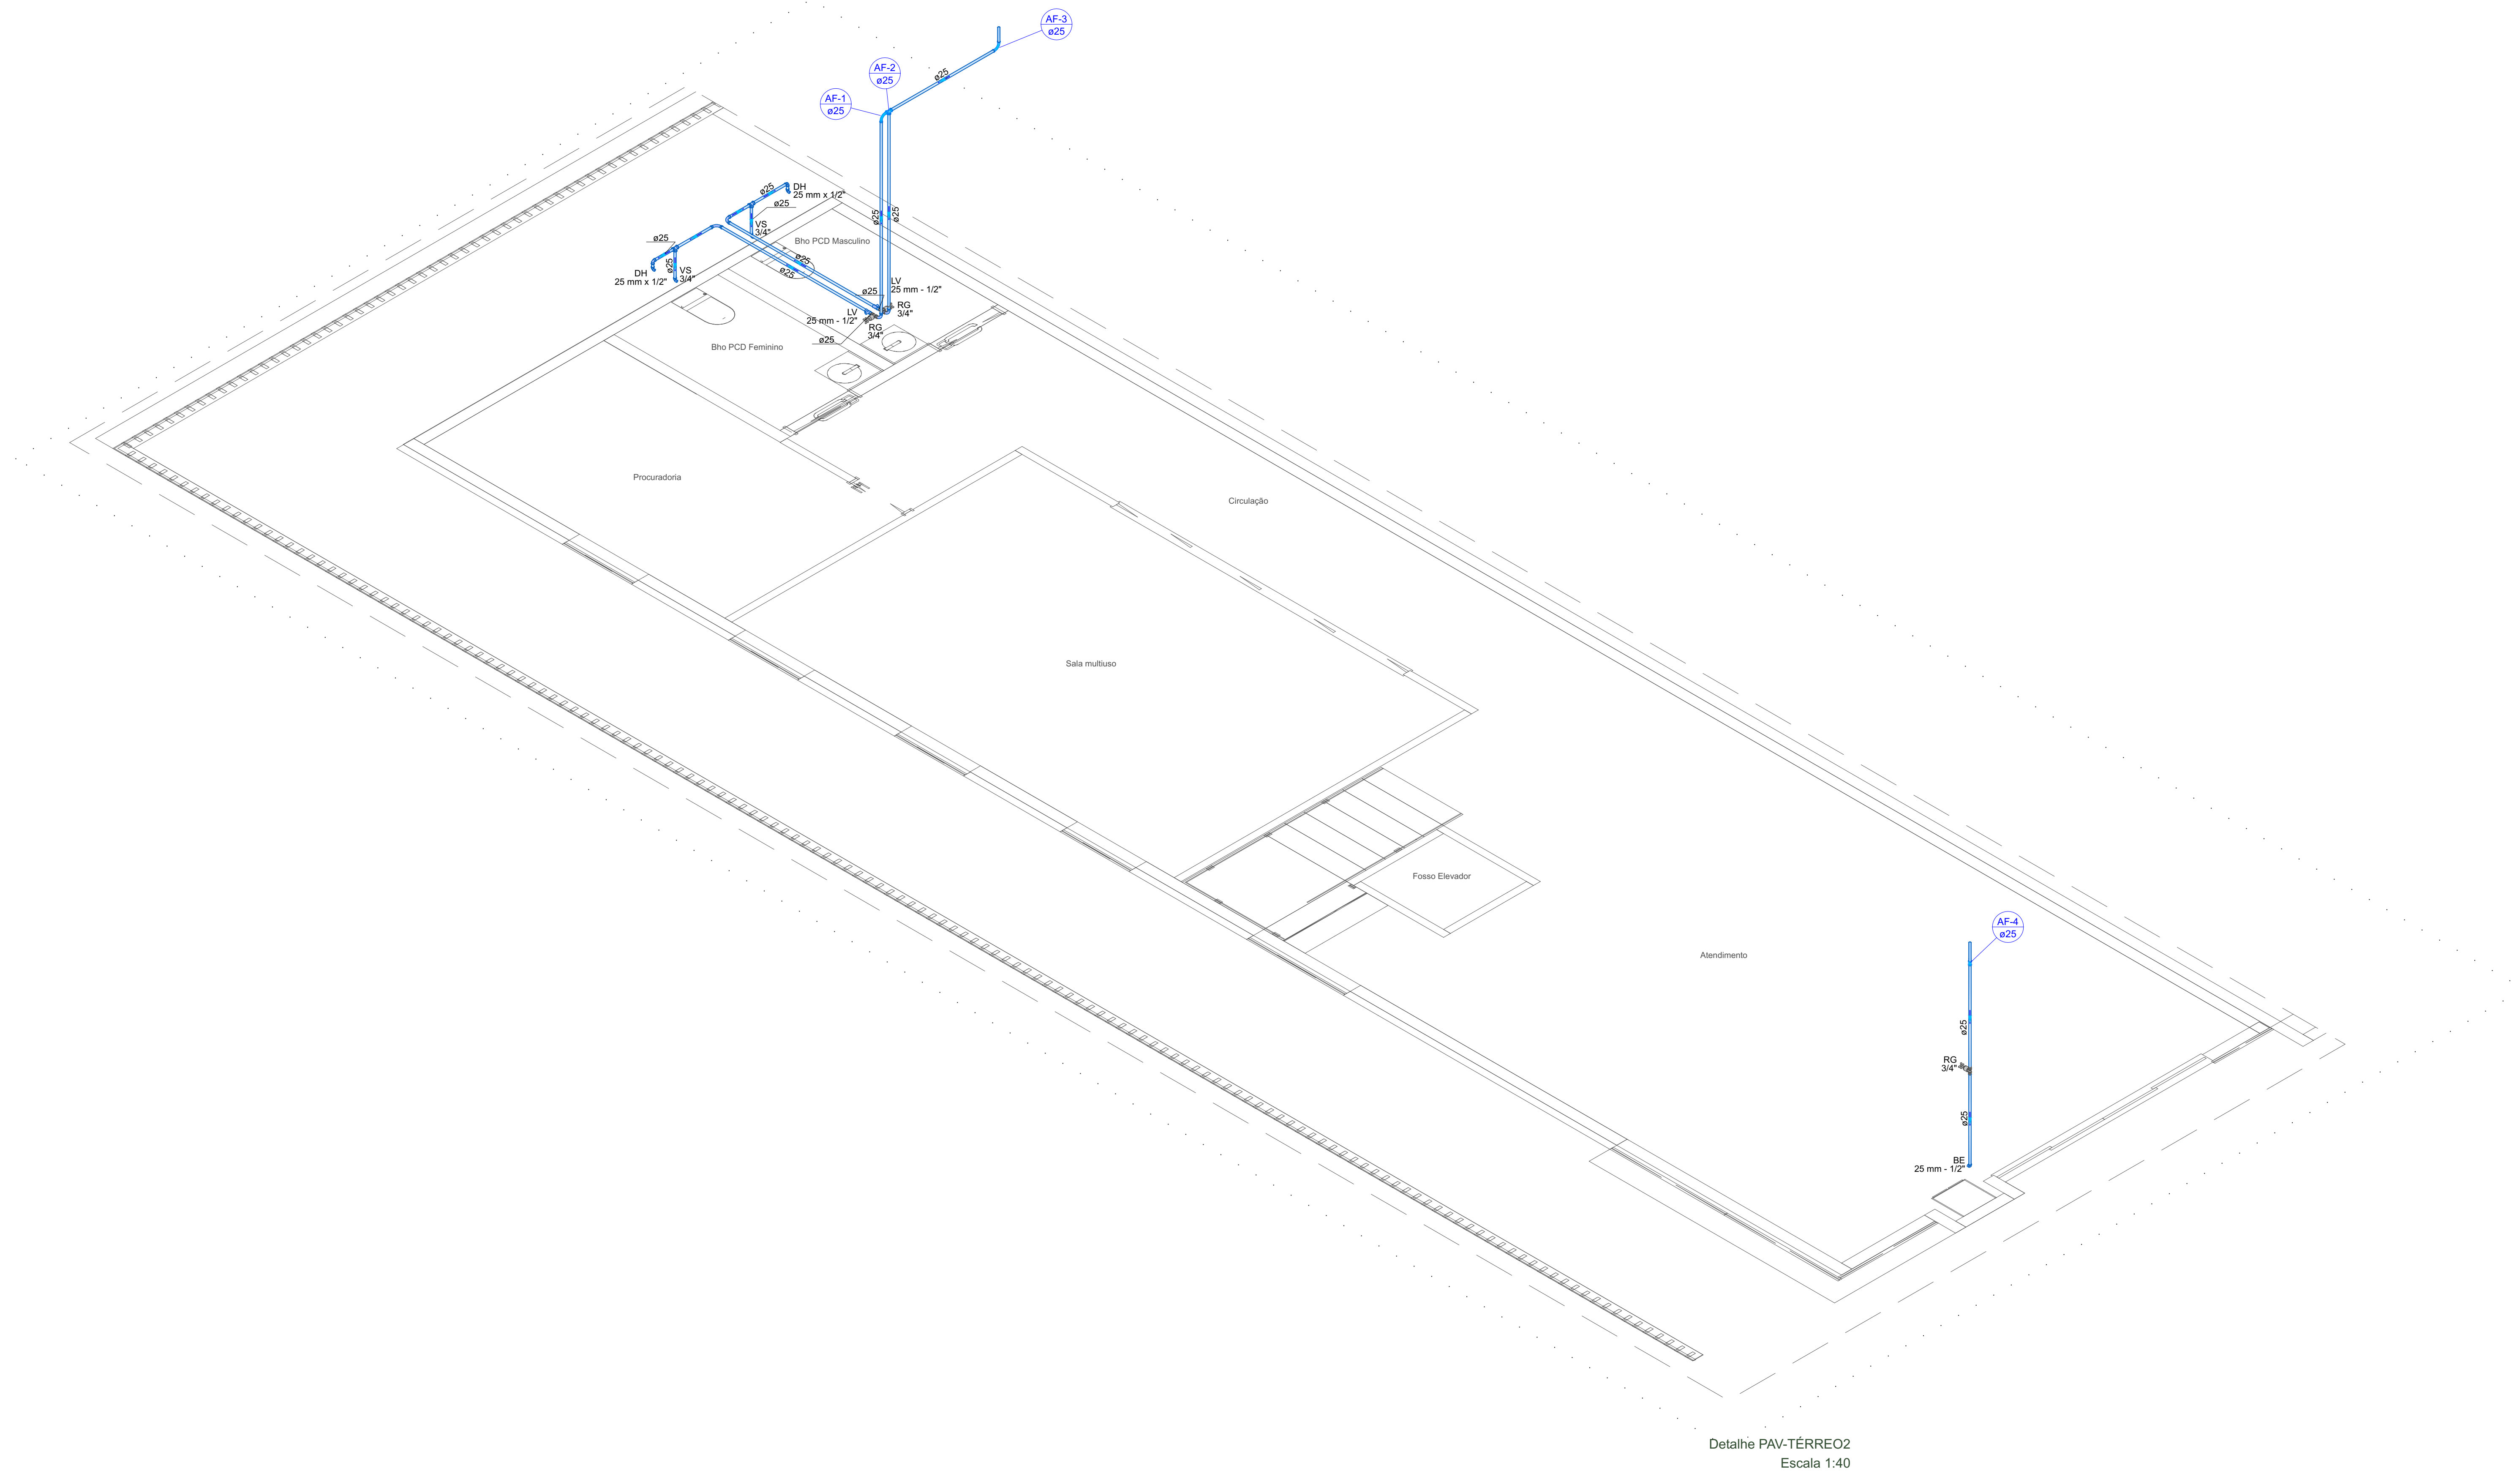 AF-3
ø25
AF-2
ø25
AF-1
ø25
ø25
ø25
DH
25 mm x 1/2"
ø25
VS
3/4"
ø25
ø25
Bho PCD Masculino
ø25
ø25
DH
25 mm x 1/2"
VS
3/4"
ø25
ø25
LV
25 mm - 1/2"
ø25
RG
3/4"
LV
25 mm - 1/2"
RG
3/4"
ø25
Bho PCD Feminino
Procuradoria
Circulação
Sala multiuso
Fosso Elevador
Atendimento
AF-4
ø25
ø25
RG
3/4"
ø25
BE
25 mm - 1/2"
Detalhe PAV-TÉRREO2
Escala 1:40